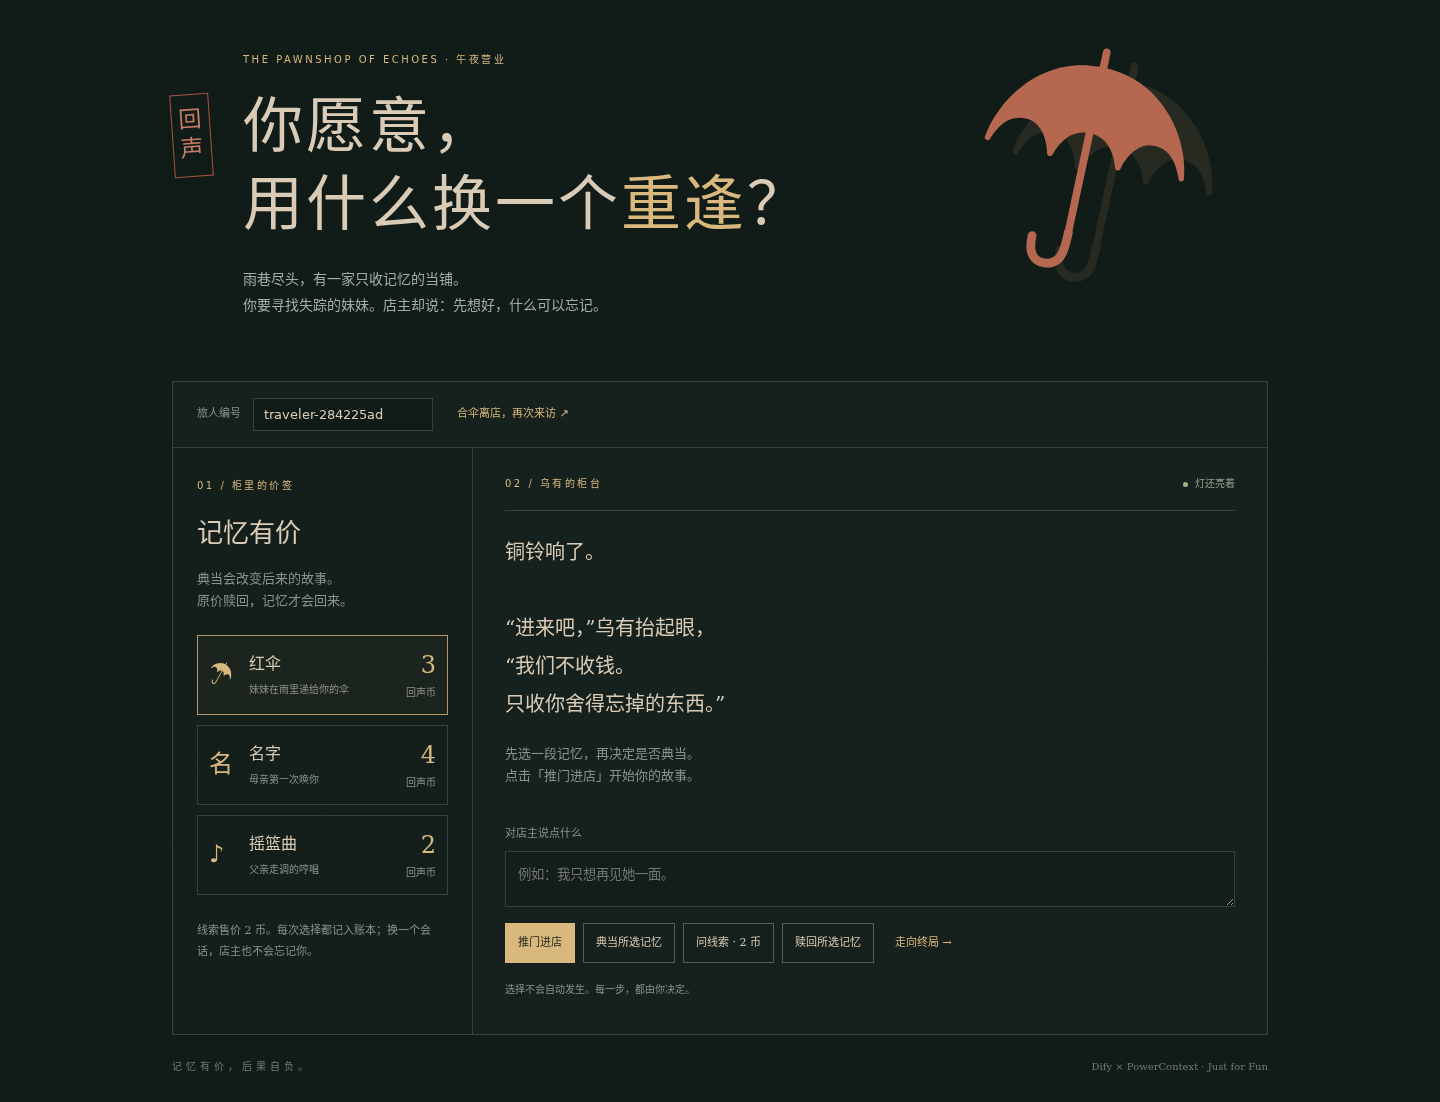 THE PAWNSHOP OF ECHOES · 午夜营业
回声
你愿意，
用什么换一个重逢？
雨巷尽头，有一家只收记忆的当铺。
你要寻找失踪的妹妹。店主却说：先想好，什么可以忘记。
旅人编号
traveler-284225ad
合伞离店，再次来访 ↗
01 / 柜里的价签
记忆有价
典当会改变后来的故事。
原价赎回，记忆才会回来。
红伞
妹妹在雨里递给你的伞
3
回声币
名
名字
母亲第一次唤你
4
回声币
♪
摇篮曲
父亲走调的哼唱
2
回声币
线索售价 2 币。每次选择都记入账本；换一个会
话，店主也不会忘记你。
02 / 乌有的柜台
灯还亮着
铜铃响了。
“进来吧，”乌有抬起眼，
“我们不收钱。
只收你舍得忘掉的东西。”
先选一段记忆，再决定是否典当。
点击「推门进店」开始你的故事。
对店主说点什么
例如：我只想再见她一面。
推门进店
典当所选记忆
问线索 · 2 币
赎回所选记忆
走向终局 →
选择不会自动发生。每一步，都由你决定。
记忆有价，后果自负。
Dify × PowerContext · Just for Fun